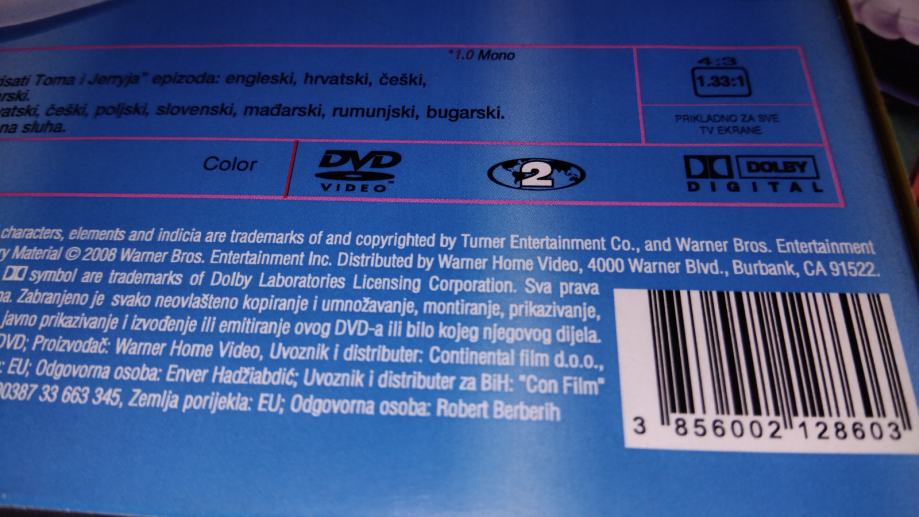 *1.0 Mono
isati Toma i Jerryja" epizoda: engleski, hrvatski, češki,
arski.
vatski, češki, poljski, slovenski, mađarski, rumunjski, bugarski.
na sluha.
4:3
1.33:1
PRIKLADNO ZA SVE
TV EKRANE
Color
DVD
VIDEO™
2
DOLBY
DIGITAL
characters, elements and indicia are trademarks of and copyrighted by Turner Entertainment Co., and Warner Bros. Entertainment
ry Material © 2008 Warner Bros. Entertainment Inc. Distributed by Warner Home Video, 4000 Warner Blvd., Burbank, CA 91522.
symbol are trademarks of Dolby Laboratories Licensing Corporation. Sva prava
na. Zabranjeno je svako neovlašteno kopiranje i umnožavanje, montiranje, prikazivanje,
javno prikazivanje i izvođenje ili emitiranje ovog DVD-a ili bilo kojeg njegovog dijela.
DVD; Proizvođač: Warner Home Video, Uvoznik i distributer: Continental film d.o.o.,
: EU; Odgovorna osoba: Enver Hadžiabdić; Uvoznik i distributer za BiH: "Con Film"
00387 33 663 345, Zemlja porijekla: EU; Odgovorna osoba: Robert Berberih
3 856002 128603